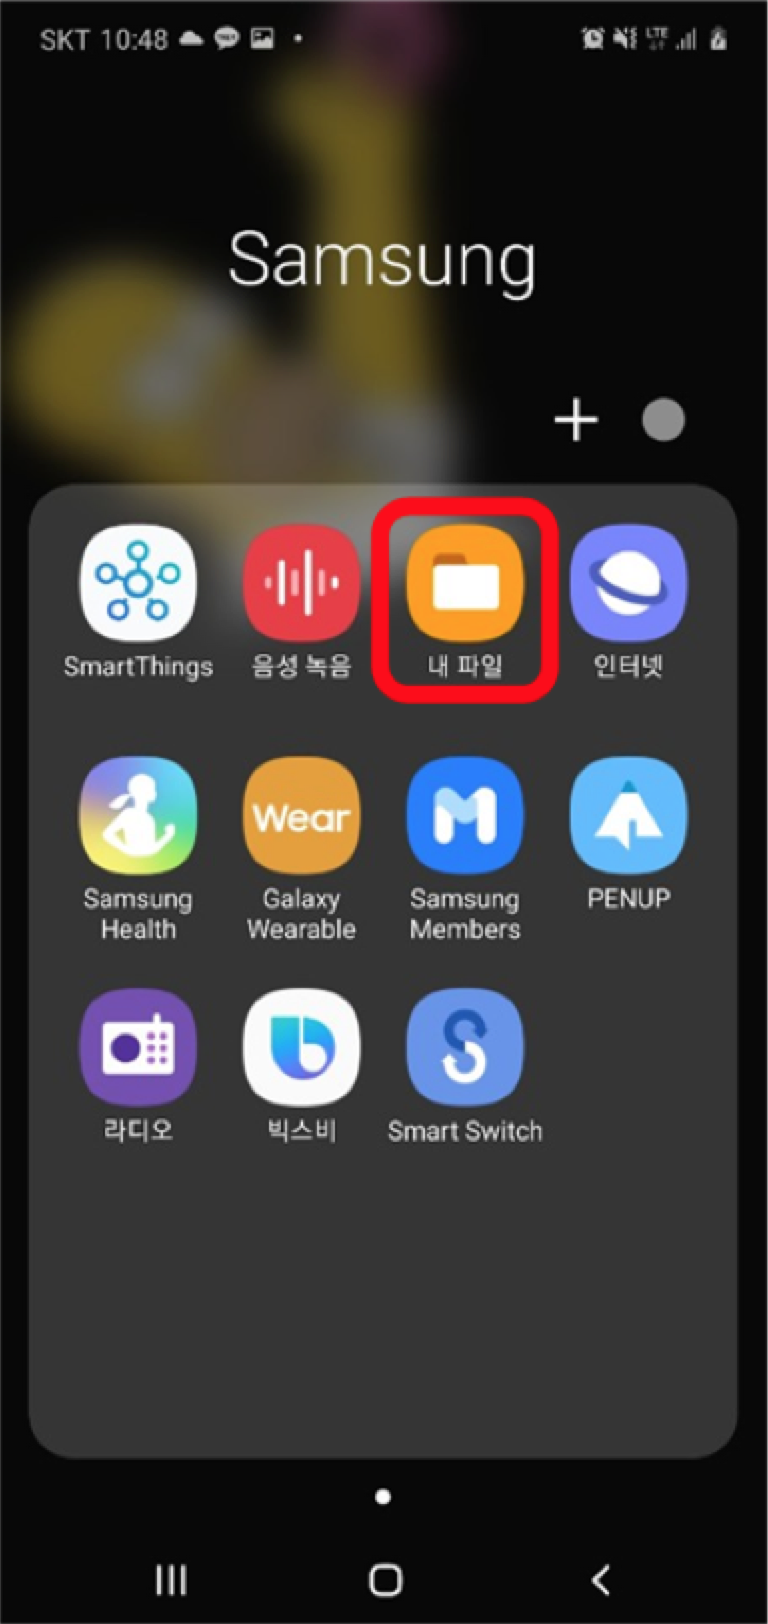 SKT 10:48
LTE
Samsung
SmartThings
음성 녹음
내 파일
인터넷
Wear
Samsung
Health
Galaxy
Wearable
Samsung
Members
PENUP
라디오
빅스비
Smart Switch